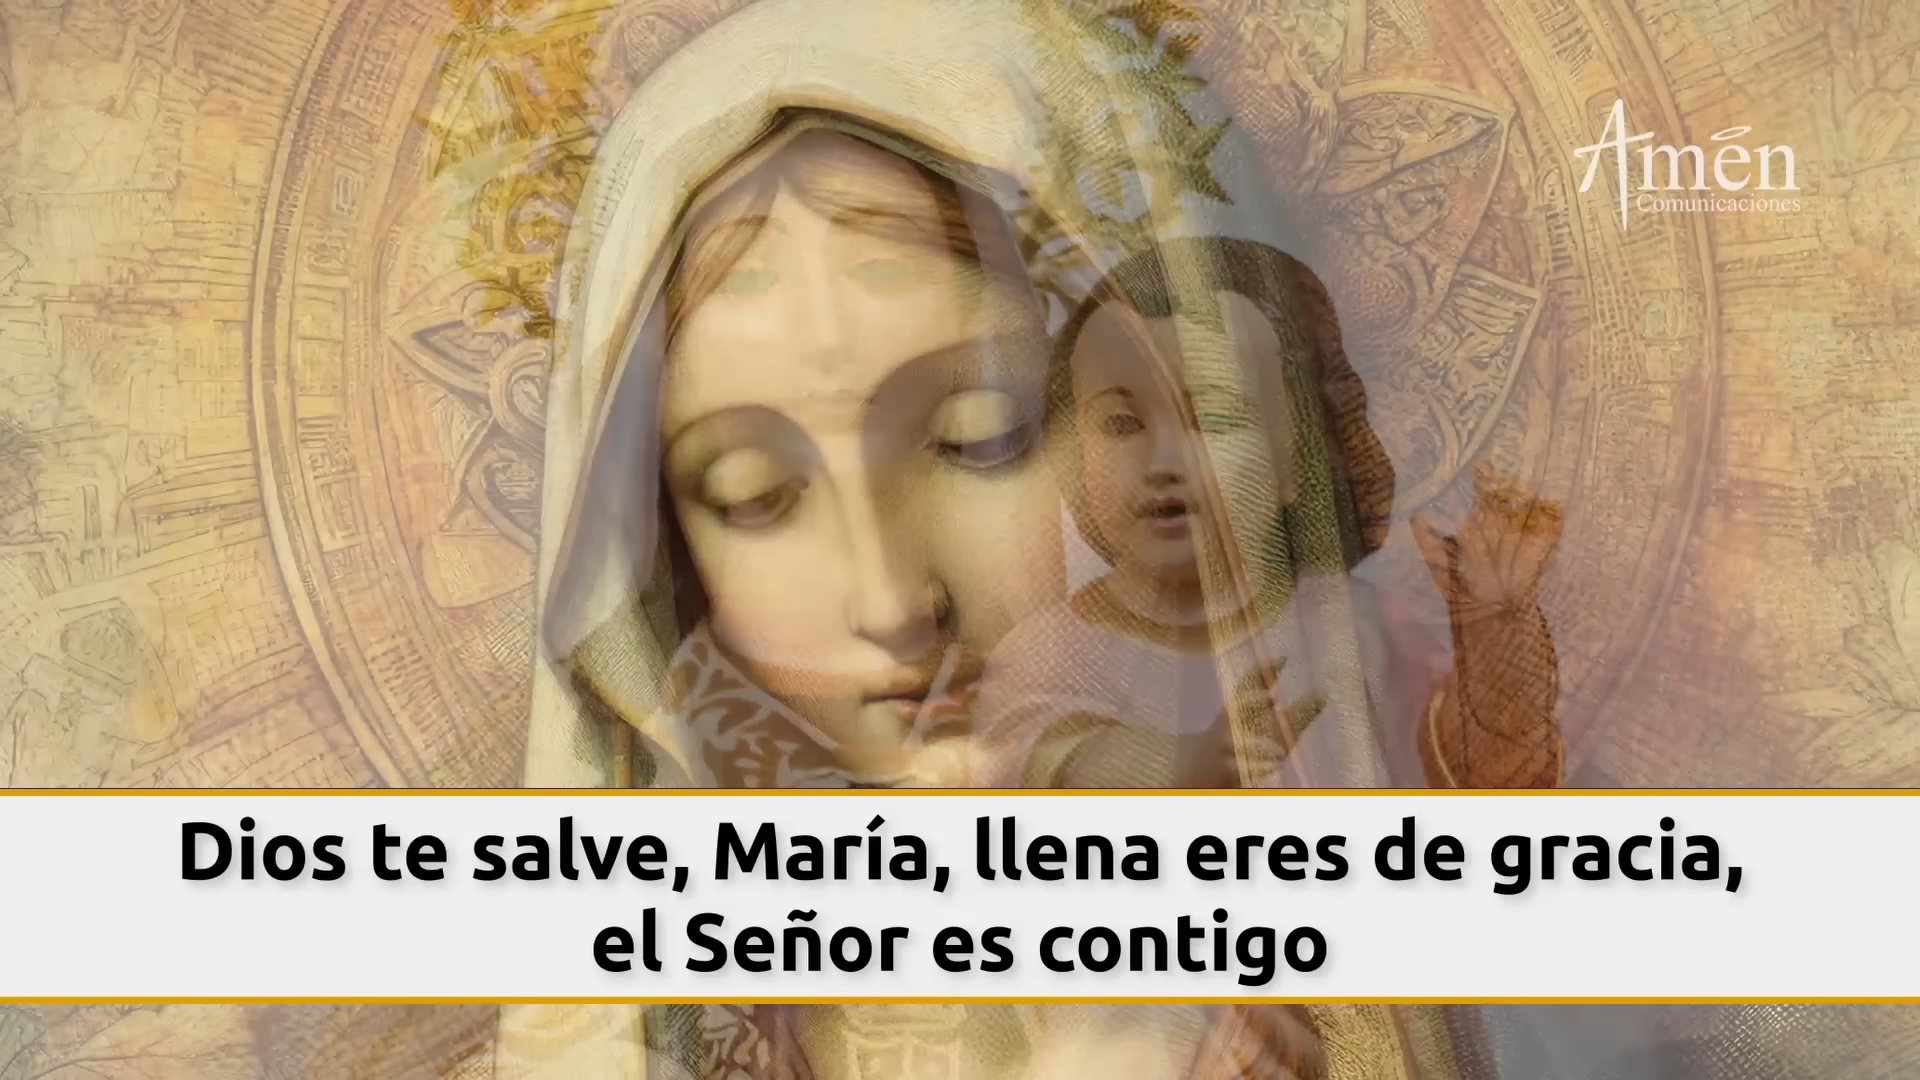 Amén
Comunicaciones
Dios te salve, María, llena eres de gracia,
el Señor es contigo